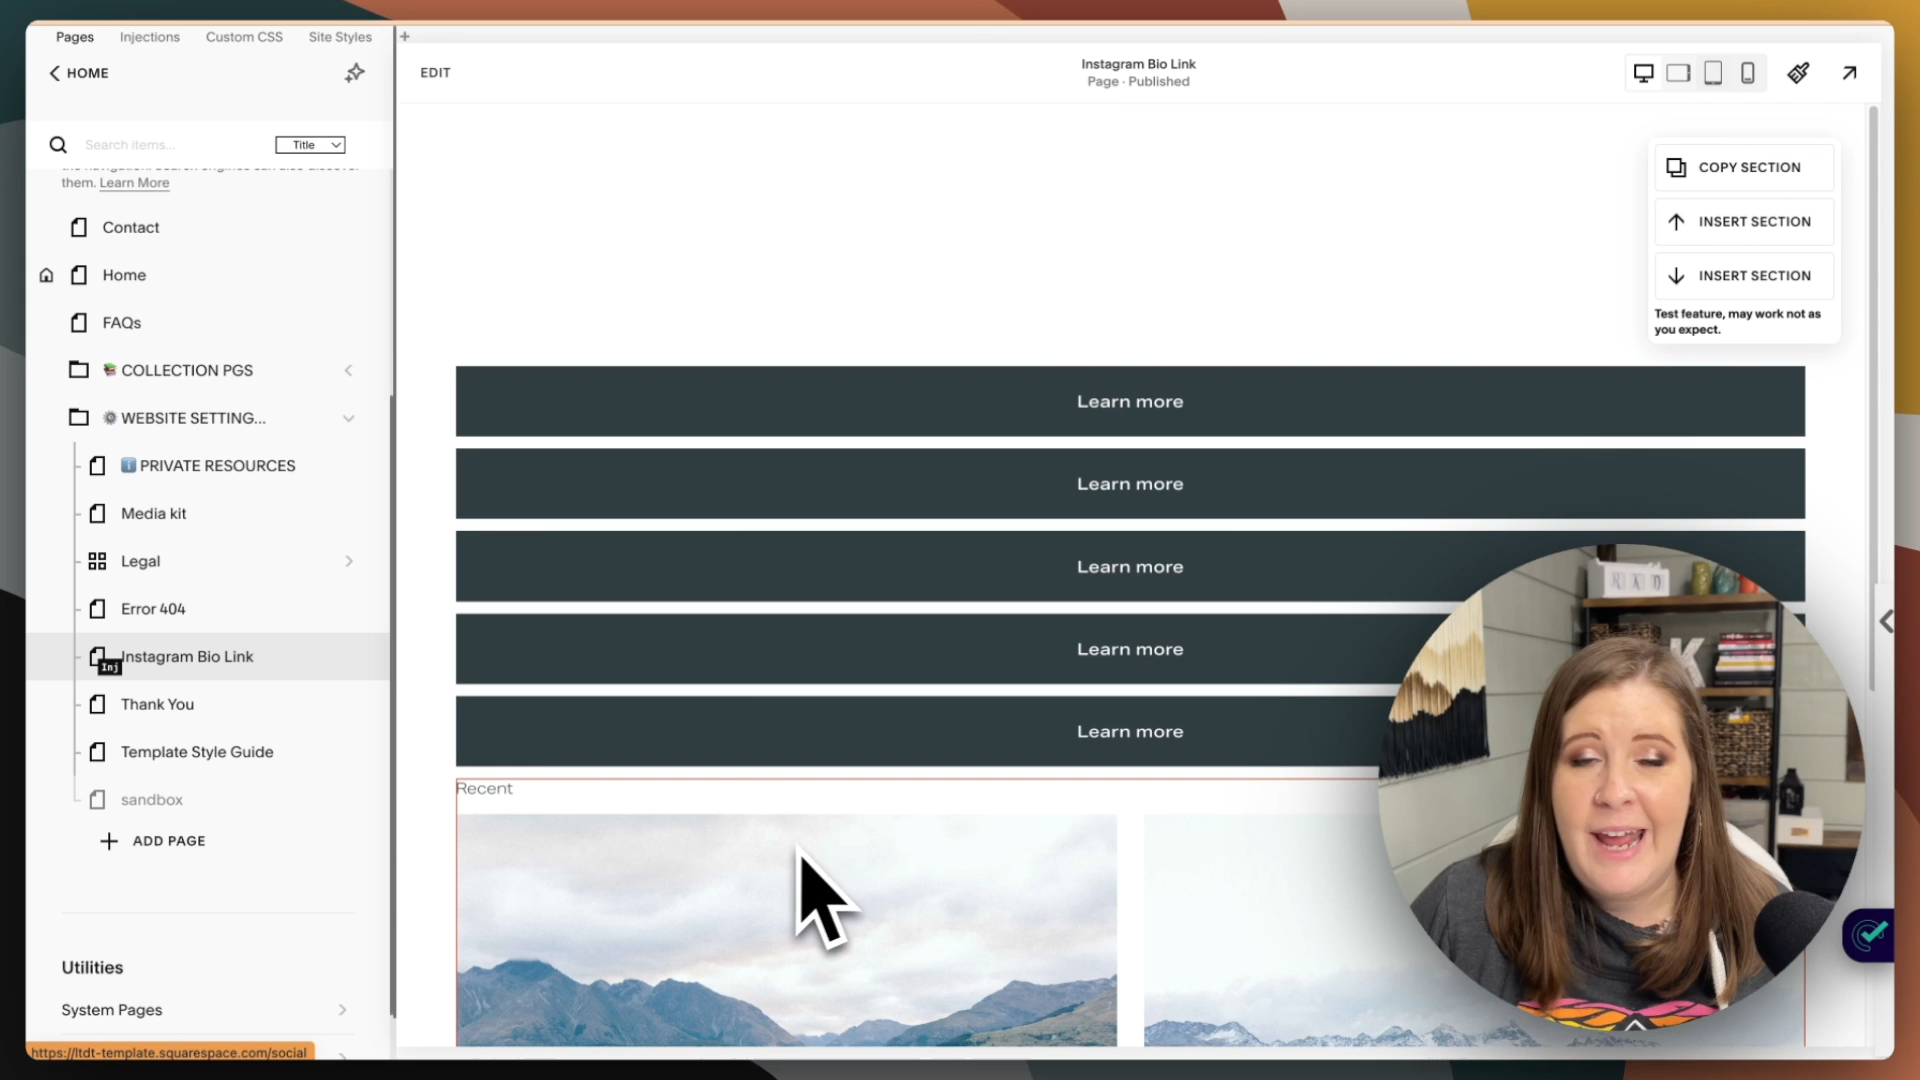 Pages Injections Custom CSS Site Styles
HOME
EDIT
Instagram Bio Link
Page · Published
Search items...
Title
them. Learn More
Contact
Home
FAQs
COLLECTION PGS
WEBSITE SETTING...
PRIVATE RESOURCES
Media kit
Legal
Error 404
Inj
Instagram Bio Link
Thank You
Template Style Guide
sandbox
ADD PAGE
Utilities
System Pages
https://ltdt-template.squarespace.com/social
COPY SECTION
INSERT SECTION
INSERT SECTION
Test feature, may work not as
you expect.
Learn more
Learn more
Learn more
Learn more
Learn more
Recent
K